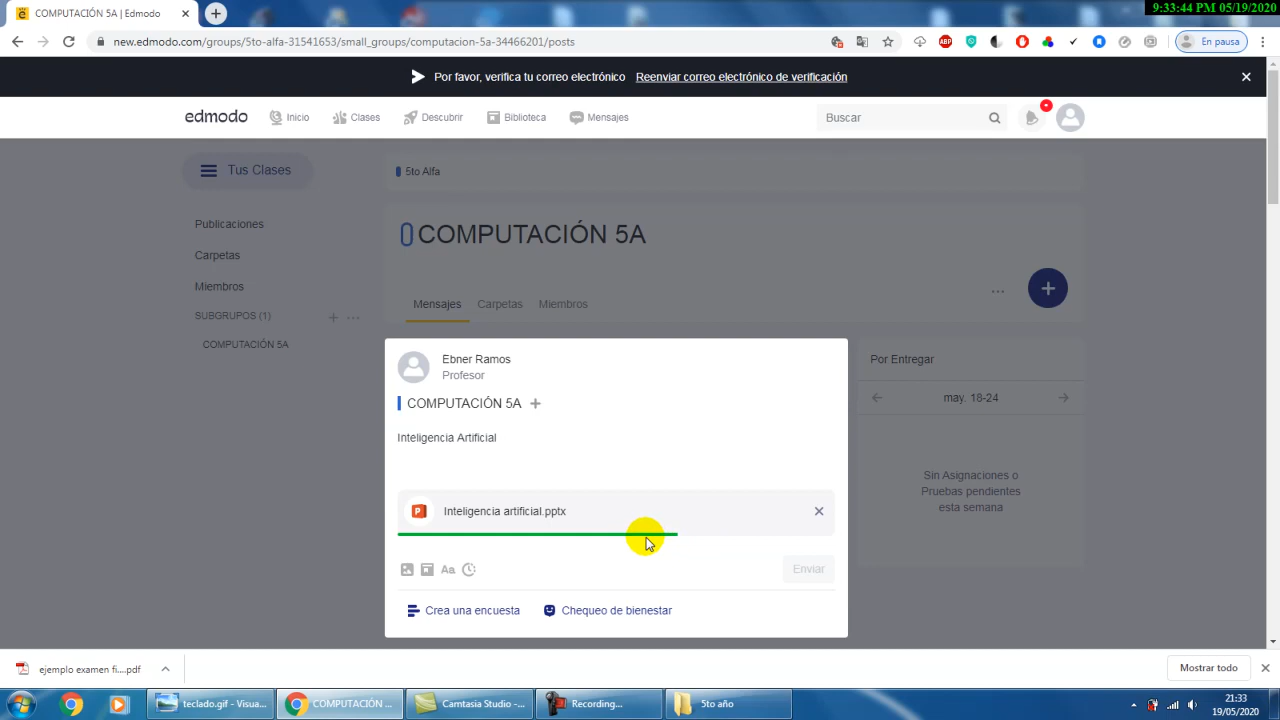 COMPUTACIÓN 5A | Edmodo
9:33:44 PM 05/19/2020
new.edmodo.com/groups/5to-alfa-31541653/small_groups/computacion-5a-34466201/posts
ABP
En pausa
Por favor, verifica tu correo electrónico Reenviar correo electrónico de verificación
edmodo Inicio Clases Descubrir Biblioteca Mensajes Buscar
Tus Clases
5to Alfa
Publicaciones
Carpetas
Miembros
SUBGRUPOS (1)
COMPUTACIÓN 5A
COMPUTACIÓN 5A
Mensajes Carpetas Miembros
Ebner Ramos
Profesor
COMPUTACIÓN 5A
Inteligencia Artificial
Inteligencia artificial.pptx
Aa
Enviar
Crea una encuesta Chequeo de bienestar
Por Entregar
may. 18-24
Sin Asignaciones o
Pruebas pendientes
esta semana
ejemplo examen fi....pdf
Mostrar todo
teclado.gif - Visua...
COMPUTACIÓN ...
Camtasia Studio -...
Recording...
5to año
21:33
19/05/2020